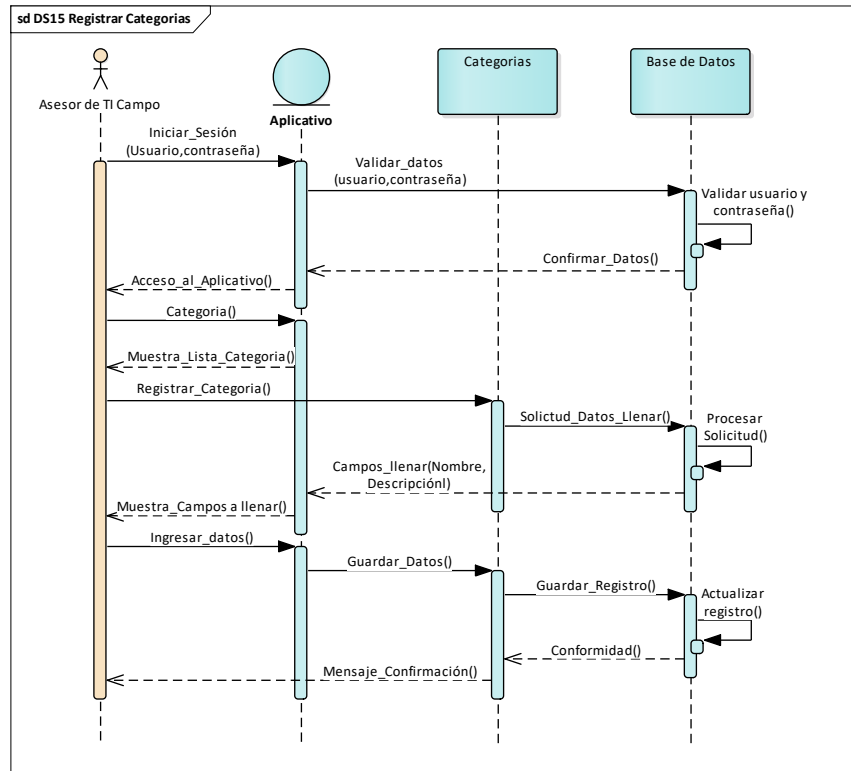 sd DS15 Registrar Categorias
Asesor de TI Campo
Aplicativo
Categorias
Base de Datos
Iniciar_Sesión
(Usuario,contraseña)
Validar_datos
(usuario,contraseña)
Validar usuario y
contraseña()
Confirmar_Datos()
Acceso_al_Aplicativo()
Categoria()
Muestra_Lista_Categoria()
Registrar_Categoria()
Solictud_Datos_Llenar()
Procesar
Solicitud()
Campos_llenar(Nombre,
Descripciónl)
Muestra_Campos a llenar()
Ingresar_datos()
Guardar_Datos()
Guardar_Registro()
Actualizar
registro()
Conformidad()
Mensaje_Confirmación()